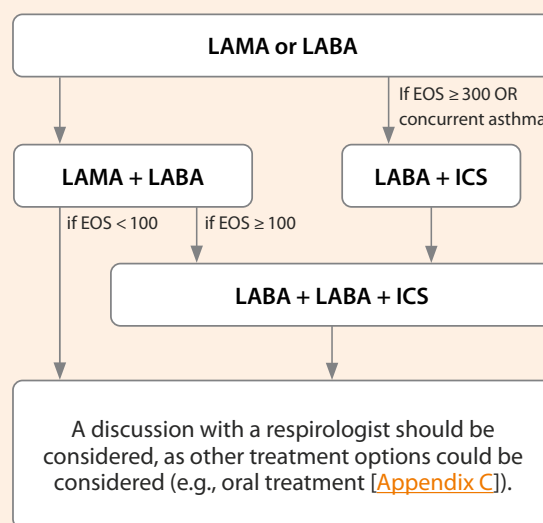 LAMA or LABA
If EOS ≥ 300 OR
concurrent asthma
LAMA + LABA
LABA + ICS
if EOS < 100
if EOS ≥ 100
LABA + LABA + ICS
A discussion with a respirologist should be
considered, as other treatment options could be
considered (e.g., oral treatment [Appendix C]).